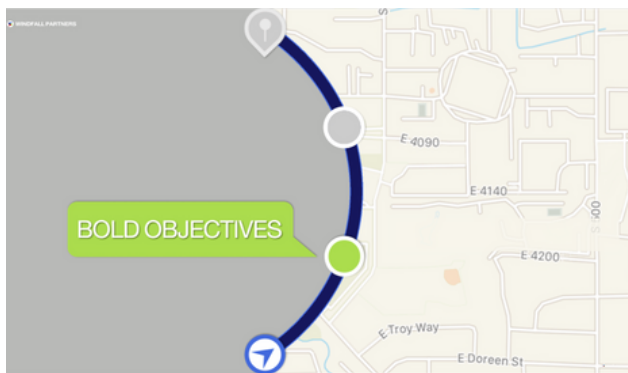 WINDFALL PARTNERS
E 4090
E 4140
BOLD OBJECTIVES
E 4200
E Troy Way
E Doreen St